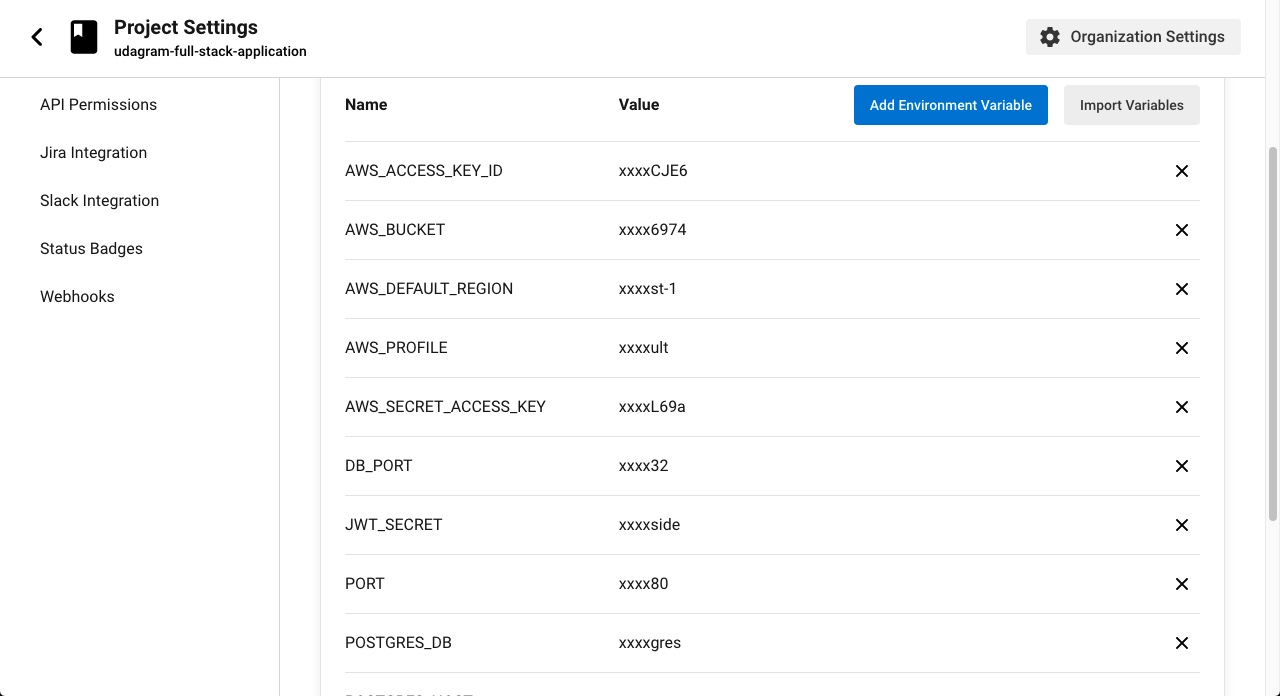 Project Settings
udagram-full-stack-application
Organization Settings
API Permissions
Jira Integration
Slack Integration
Status Badges
Webhooks
Name Value Add Environment Variable Import Variables
AWS_ACCESS_KEY_ID xxxxCJE6
AWS_BUCKET xxxx6974
AWS_DEFAULT_REGION xxxxst-1
AWS_PROFILE xxxxult
AWS_SECRET_ACCESS_KEY xxxxL69a
DB_PORT xxxx32
JWT_SECRET xxxxside
PORT xxxx80
POSTGRES_DB xxxxgres